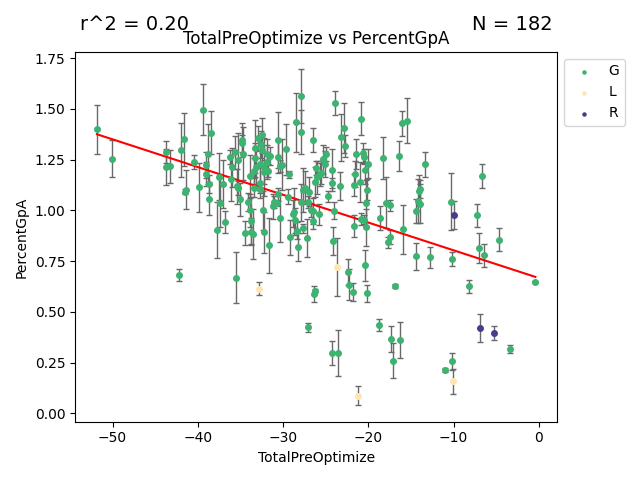 r^2 = 0.20
N = 182
TotalPreOptimize vs PercentGpA
1.75
1.50
1.25
1.00
0.75
0.50
0.25
0.00
PercentGpA
−50
−40
−30
−20
−10
0
TotalPreOptimize
G
L
R